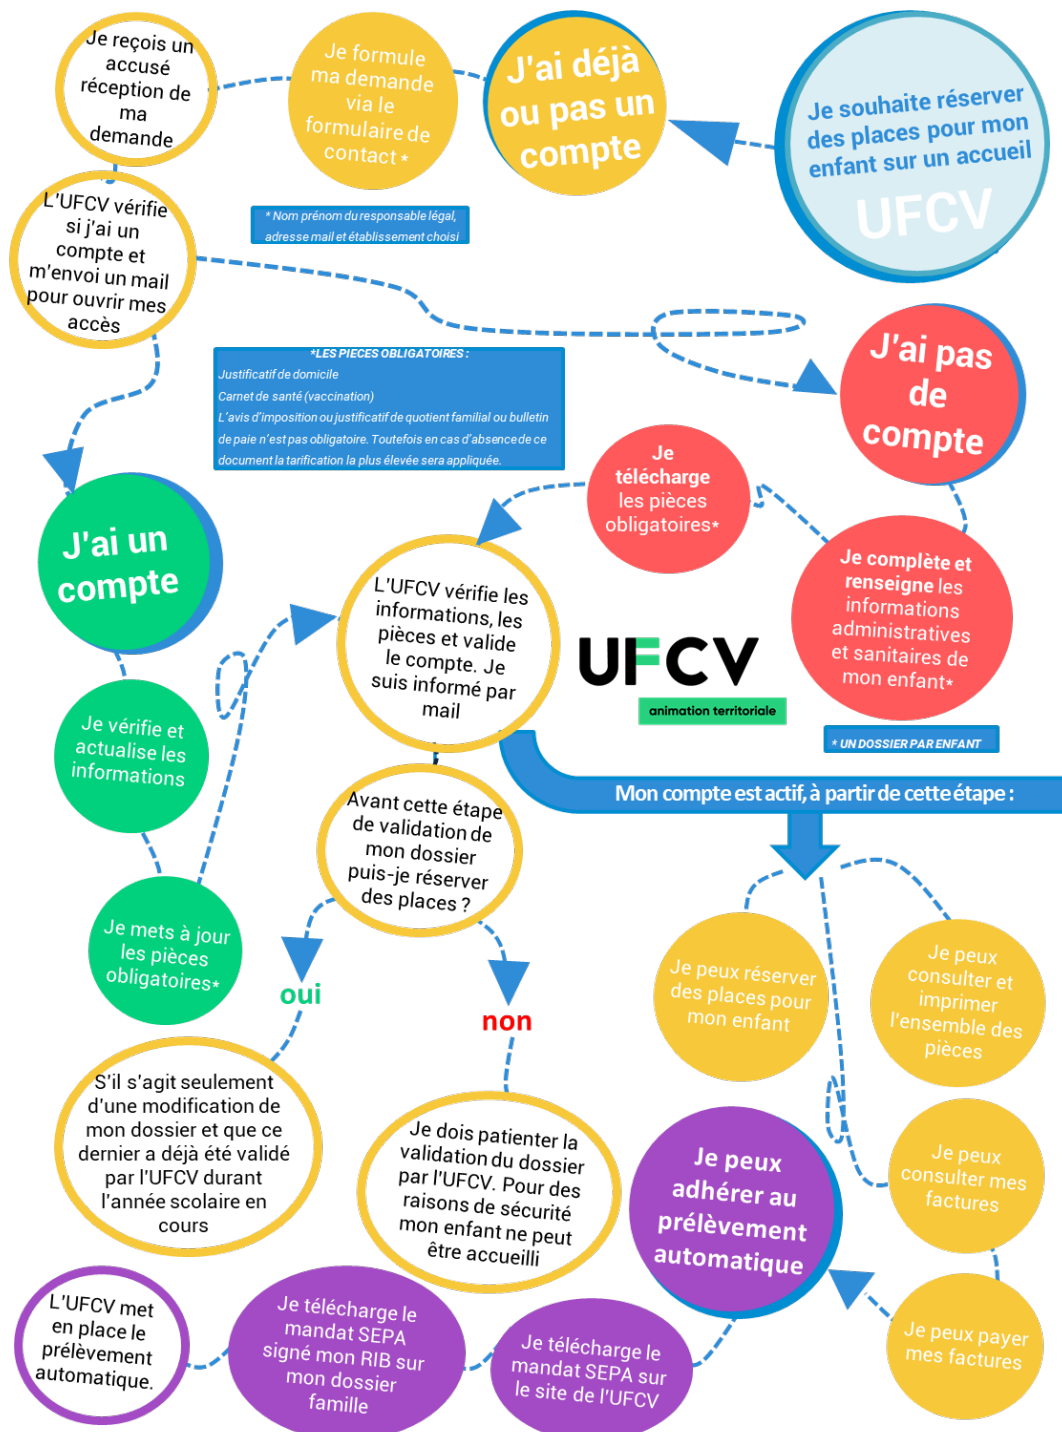 Je souhaite réserver
des places pour mon
enfant sur un accueil
UFCV
J'ai déjà
ou pas un
compte
Je formule
ma demande
via le
formulaire de
contact *
Je reçois un
accusé
réception de
ma
demande
* Nom prénom du responsable légal,
adresse mail et établissement choisi
L'UFCV vérifie
si j'ai un
compte et
m'envoi un mail
pour ouvrir mes
accès
*LES PIECES OBLIGATOIRES :
Justificatif de domicile
Carnet de santé (vaccination)
L'avis d'imposition ou justificatif de quotient familial ou bulletin
de paie n'est pas obligatoire. Toutefois en cas d'absence de ce
document la tarification la plus élevée sera appliquée.
J'ai pas
de
compte
Je complète et
renseigne les
informations
administratives
et sanitaires de
mon enfant*
* UN DOSSIER PAR ENFANT
Je
télécharge
les pièces
obligatoires*
J'ai un
compte
Je vérifie et
actualise les
informations
Je mets à jour
les pièces
obligatoires*
L'UFCV vérifie les
informations, les
pièces et valide
le compte. Je
suis informé par
mail
UFCV
animation territoriale
Mon compte est actif, à partir de cette étape :
Avant cette étape
de validation de
mon dossier
puis-je réserver
des places ?
oui
non
S'il s'agit seulement
d'une modification de
mon dossier et que ce
dernier a déjà été validé
par l'UFCV durant
l'année scolaire en
cours
Je dois patienter la
validation du dossier
par l'UFCV. Pour des
raisons de sécurité
mon enfant ne peut
être accueilli
Je peux réserver
des places pour
mon enfant
Je peux
consulter et
imprimer
l'ensemble des
pièces
Je peux
consulter mes
factures
Je peux payer
mes factures
Je peux
adhérer au
prélèvement
automatique
Je télécharge le
mandat SEPA sur
le site de l'UFCV
Je télécharge le
mandat SEPA
signé mon RIB sur
mon dossier
famille
L'UFCV met
en place le
prélèvement
automatique.